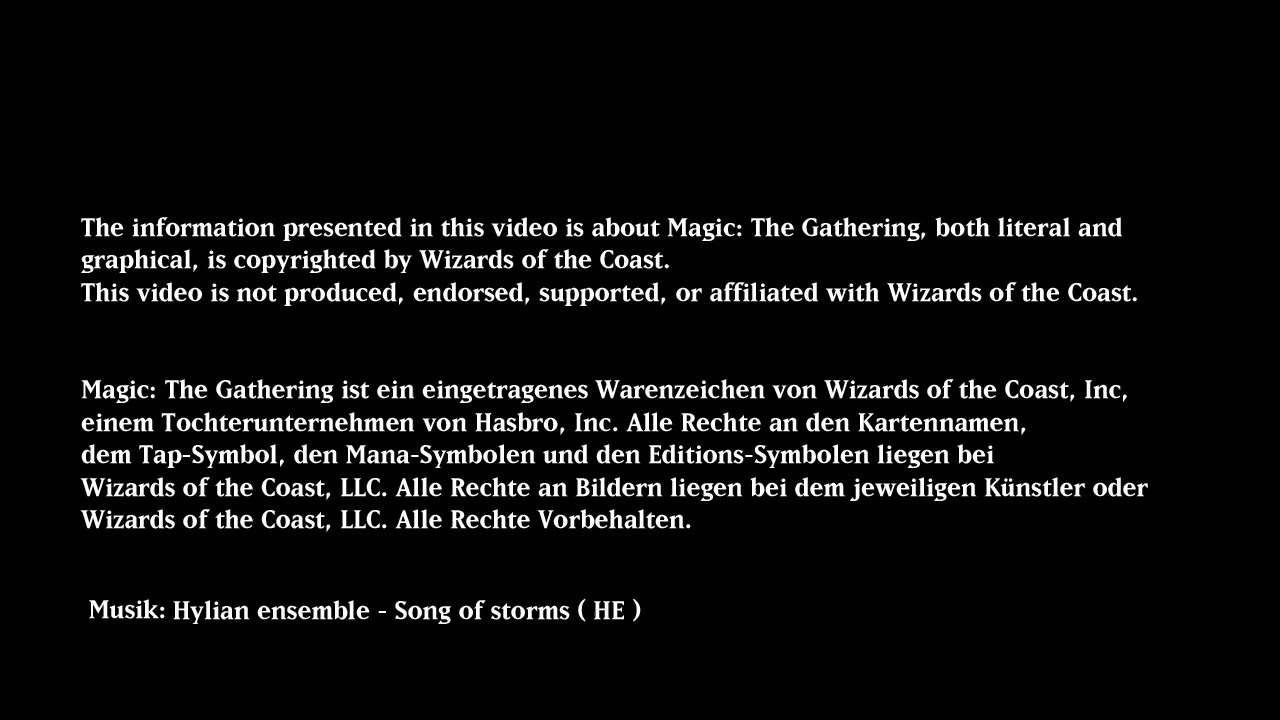 The information presented in this video is about Magic: The Gathering, both literal and
graphical, is copyrighted by Wizards of the Coast.
This video is not produced, endorsed, supported, or affiliated with Wizards of the Coast.
Magic: The Gathering ist ein eingetragenes Warenzeichen von Wizards of the Coast, Inc,
einem Tochterunternehmen von Hasbro, Inc. Alle Rechte an den Kartennamen,
dem Tap-Symbol, den Mana-Symbolen und den Editions-Symbolen liegen bei
Wizards of the Coast, LLC. Alle Rechte an Bildern liegen bei dem jeweiligen Künstler oder
Wizards of the Coast, LLC. Alle Rechte Vorbehalten.
Musik: Hylian ensemble - Song of storms ( HE )